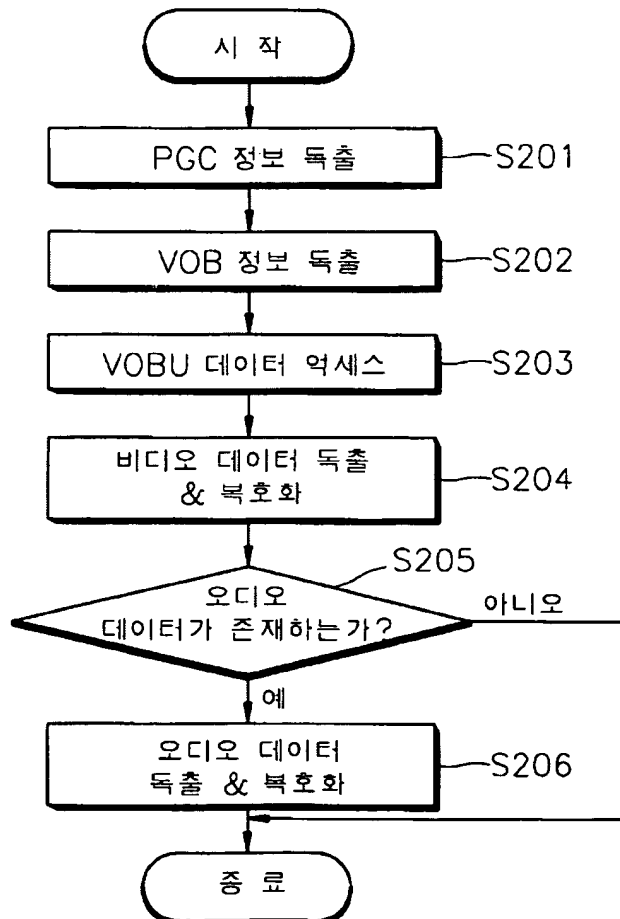 시 작
PGC 정보 독출
S201
VOB 정보 독출
S202
VOBU 데이터 억세스
S203
비디오 데이터 독출
& 복호화
S204
S205
오디오
데이터가 존재하는가?
아니오
예
오디오 데이터
독출 & 복호화
S206
종 료